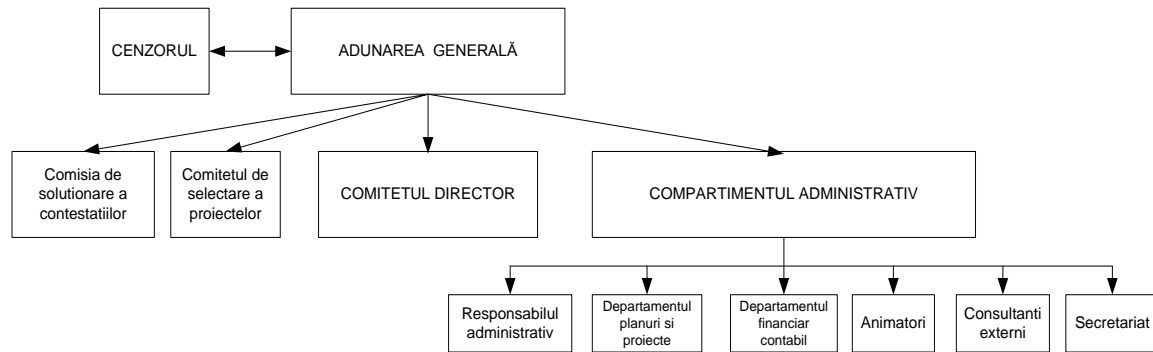 CENZORUL
ADUNAREA GENERALĂ
Comisia de
solutionare a
contestatiilor
Comitetul de
selectare a
proiectelor
COMITETUL DIRECTOR
COMPARTIMENTUL ADMINISTRATIV
Responsabilul
administrativ
Departamentul
planuri si
proiecte
Departamentul
financiar
contabil
Animatori
Consultanti
externi
Secretariat